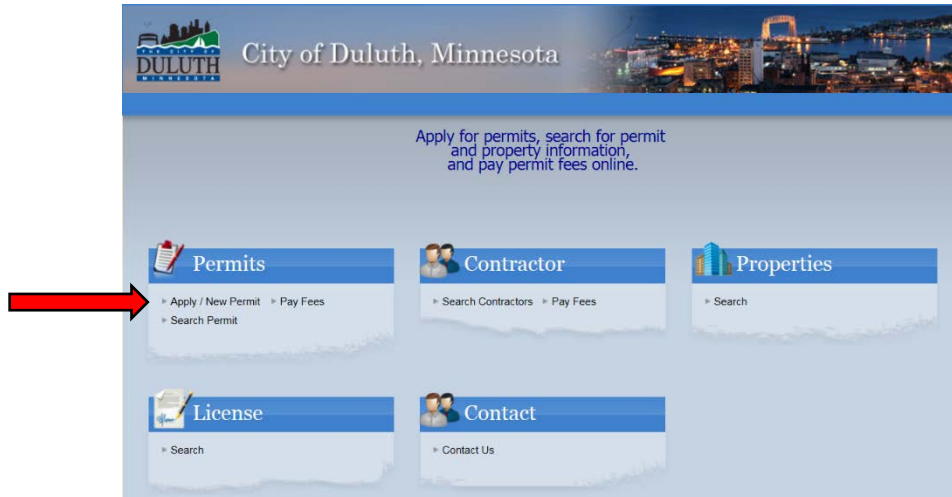 THE CITY OF
DULUTH
MINNESOTA
City of Duluth, Minnesota
Apply for permits, search for permit
and property information,
and pay permit fees online.
Permits
Apply / New Permit Pay Fees
Search Permit
Contractor
Search Contractors Pay Fees
Properties
Search
License
Search
Contact
Contact Us